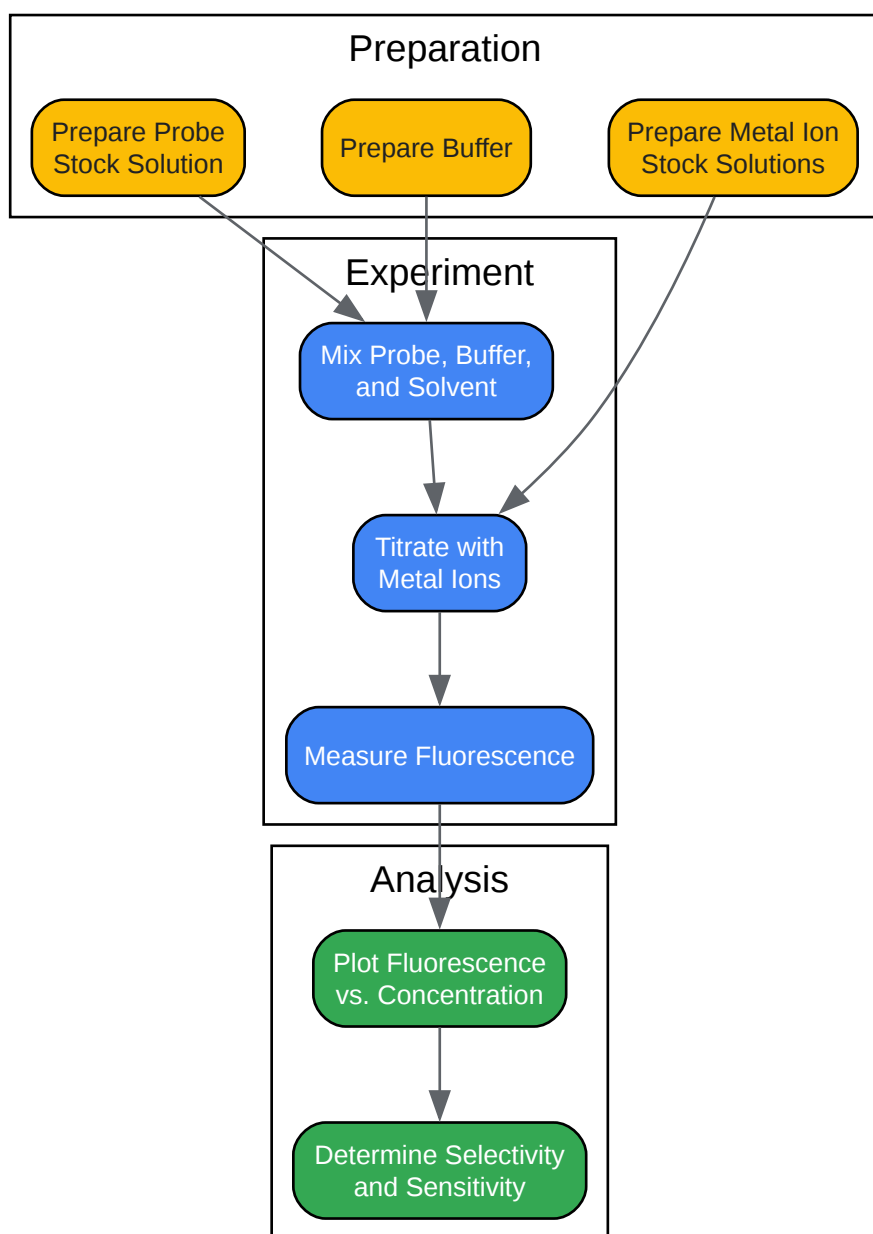 Preparation
Prepare Probe
Stock Solution
Prepare Buffer
Prepare Metal Ion
Stock Solutions
Experiment
Mix Probe, Buffer,
and Solvent
Titrate with
Metal Ions
Measure Fluorescence
Analysis
Plot Fluorescence
vs. Concentration
Determine Selectivity
and Sensitivity